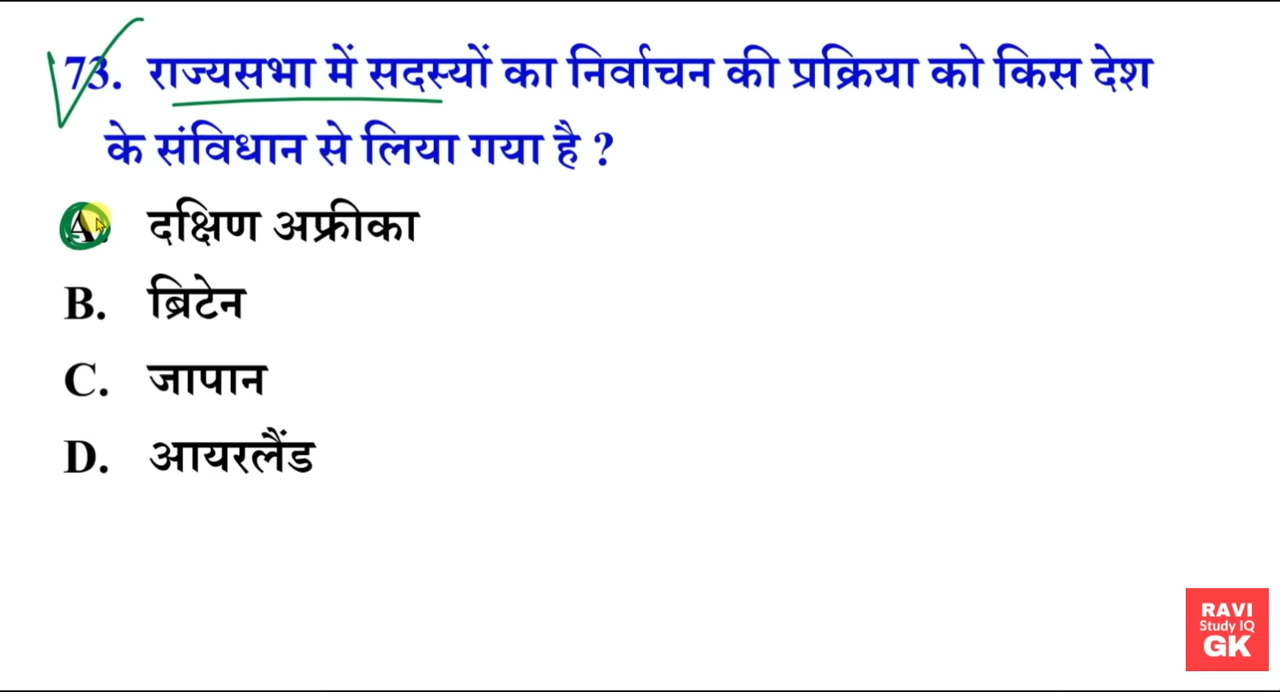 73. राज्यसभा में सदस्यों का निर्वाचन की प्रक्रिया को किस देश
के संविधान से लिया गया है ?
A. दक्षिण अफ्रीका
B. ब्रिटेन
C. जापान
D. आयरलैंड
RAVI
Study IQ
GK